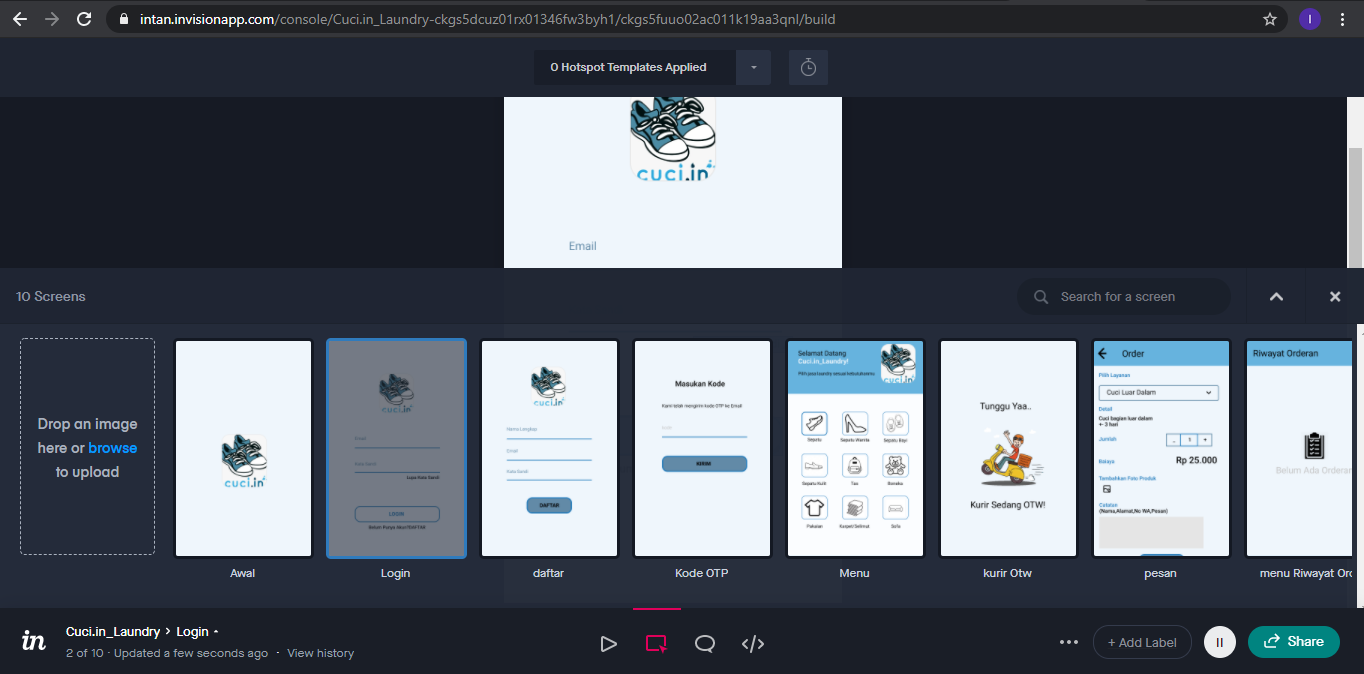 intan.invisionapp.com/console/Cuci.in_Laundry-ckgs5dcuz01rx01346fw3byh1/ckgs5fuuo02ac011k19aa3qnl/build
I
0 Hotspot Templates Applied
cuci.in
Email
10 Screens
Search for a screen
Drop an image
here or browse
to upload
cuci.in
Awal
cuci.in
Email
Kata Sandi
Lupa Kata Sandi
LOGIN
Belum Punya Akun?DAFTAR
Login
cuci.in
Nama Lengkap
Email
Kata Sandi
DAFTAR
daftar
Masukan Kode
Kami telah mengirim kode OTP ke Email
KIRIM
Kode OTP
Selamat Datang
Cuci.in_Laundry!
Pilih jasa laundry sesuai kebutuhanmu
cuci.in
Sepatu
Sepatu Wanita
Sepatu Bayi
Sepatu Kulit
Tas
Boneka
Pakaian
Karpet/Selimut
Sofa
Menu
Tunggu Yaa..
Kurir Sedang OTW!
kurir Otw
Order
Pilih Layanan
Cuci Luar Dalam
Detail
Cuci bagian luar dalam
+- 3 hari
Jumlah
- 1 +
Biaya
Rp 25.000
Tambahkan Foto Produk
Catatan
(Nama,Alamat,No WA,Pesan)
pesan
Riwayat Orderan
Belum Ada Orderan
menu Riwayat Orc
in
Cuci.in_Laundry > Login
2 of 10 · Updated a few seconds ago · View history
+ Add Label
II
Share